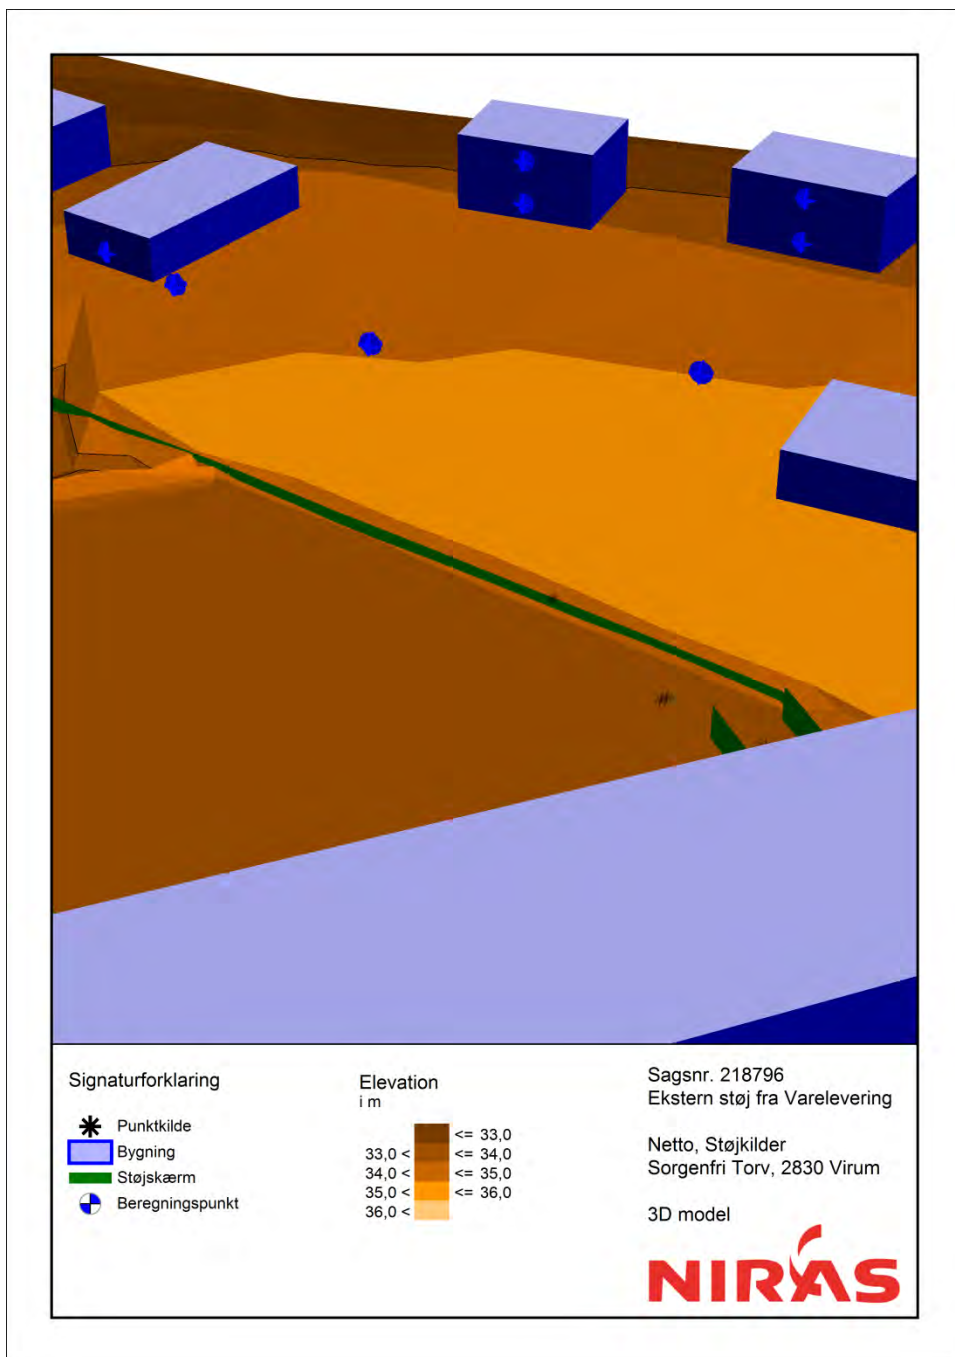 Signaturforklaring
Punktkilde
Bygning
Støjskærm
Beregningspunkt
Elevation
i m
<= 33,0
33,0 < <= 34,0
34,0 < <= 35,0
35,0 < <= 36,0
36,0 <
Sagsnr. 218796
Ekstern støj fra Varelevering
Netto, Støjkilder
Sorgenfri Torv, 2830 Virum
3D model
NIRAS